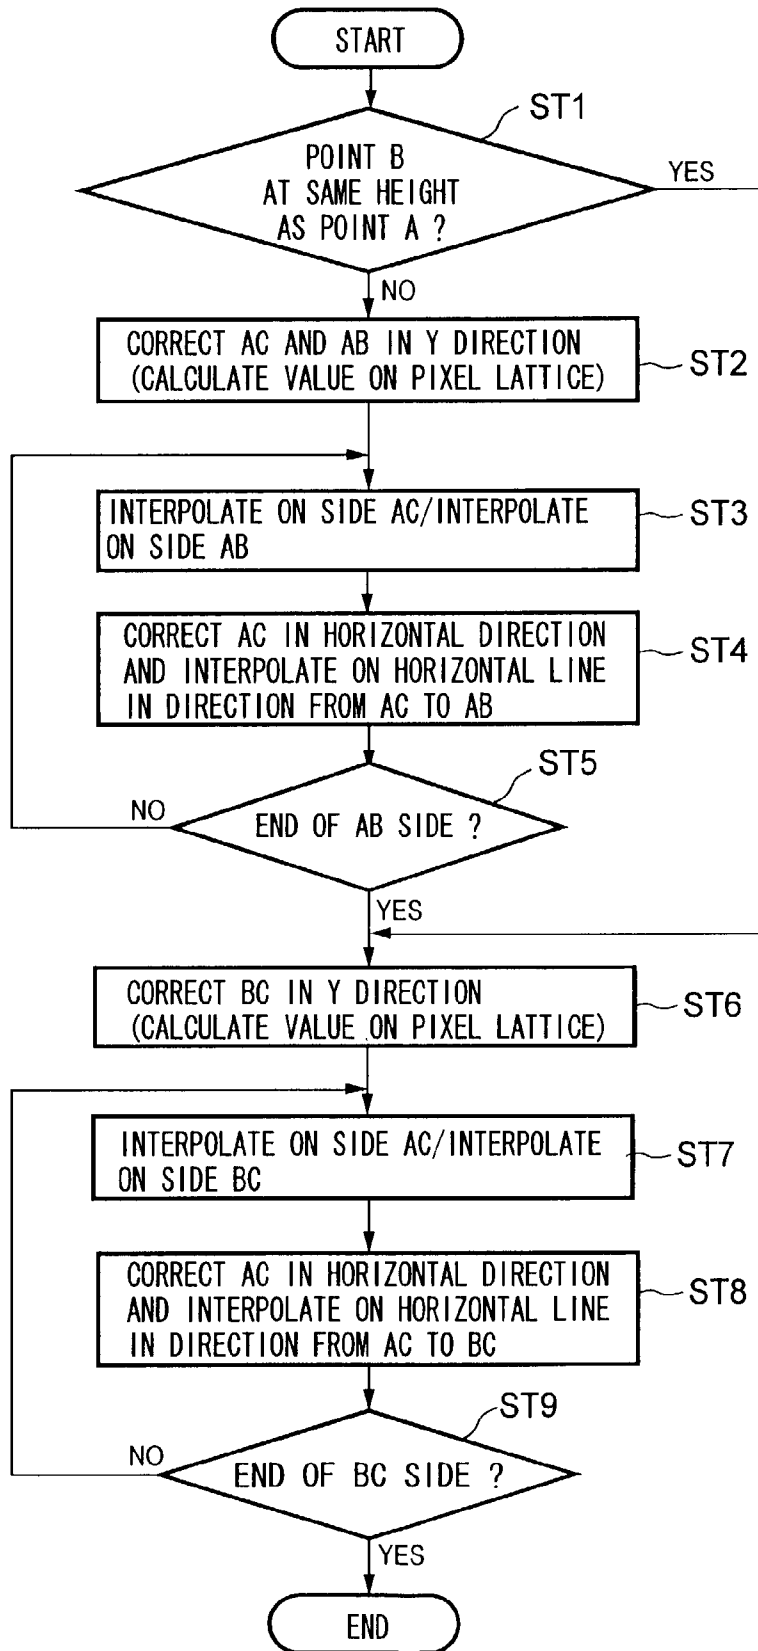 START
ST1
POINT B
AT SAME HEIGHT
AS POINT A ?
YES
NO
CORRECT AC AND AB IN Y DIRECTION
(CALCULATE VALUE ON PIXEL LATTICE)
ST2
INTERPOLATE ON SIDE AC/INTERPOLATE
ON SIDE AB
ST3
CORRECT AC IN HORIZONTAL DIRECTION
AND INTERPOLATE ON HORIZONTAL LINE
IN DIRECTION FROM AC TO AB
ST4
ST5
NO
END OF AB SIDE ?
YES
CORRECT BC IN Y DIRECTION
(CALCULATE VALUE ON PIXEL LATTICE)
ST6
INTERPOLATE ON SIDE AC/INTERPOLATE
ON SIDE BC
ST7
CORRECT AC IN HORIZONTAL DIRECTION
AND INTERPOLATE ON HORIZONTAL LINE
IN DIRECTION FROM AC TO BC
ST8
ST9
NO
END OF BC SIDE ?
YES
END